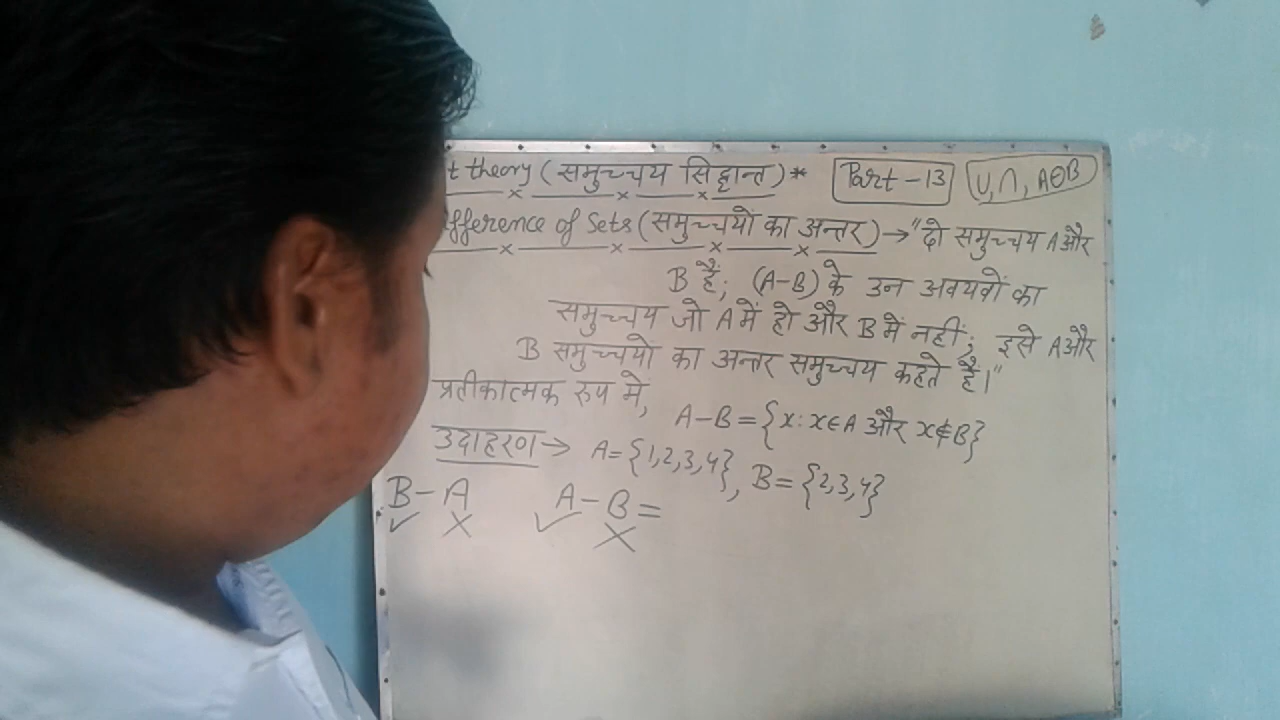 t theory (समुच्चय सिद्धान्त) * Part-13 U, ∩, AΘB
fference of Sets (समुच्चयों का अन्तर) → "दो समुच्चय A और
B हैं; (A-B) के उन अवयवों का
समुच्चय जो A में हो और B में नहीं; इसे A और
B समुच्चयों का अन्तर समुच्चय कहते हैं।"
प्रतीकात्मक रूप में,
A-B = {x: x∈A और x∉B}
उदाहरण → A = {1,2,3,4}, B = {2,3,4}
B - A A - B =
✓ × ✓ ×